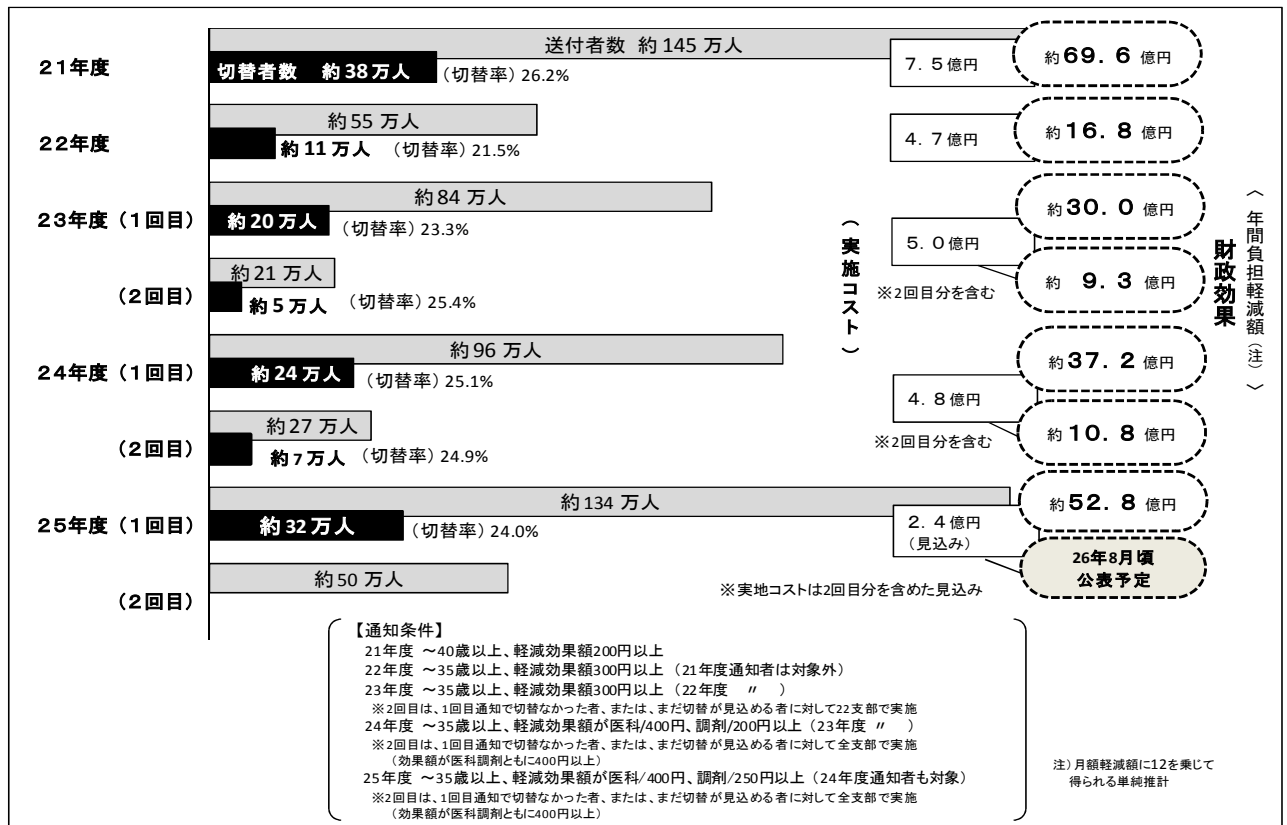 送付者数 約 145 万人
21年度
切替者数 約 38 万人
(切替率) 26.2%
7.5億円
約69.6 億円
約 55 万人
22年度
約 11 万人 (切替率) 21.5%
4.7億円
約16.8 億円
約 84 万人
23年度(1回目)
約 20 万人
(切替率) 23.3%
5.0億円
※2回目分を含む
約30.0 億円
約 21 万人
(2回目)
約 5 万人 (切替率) 25.4%
約 9.3 億円
約 96 万人
24年度(1回目)
約 24 万人
(切替率) 25.1%
4.8億円
※2回目分を含む
約37.2 億円
約 27 万人
(2回目)
約 7 万人 (切替率) 24.9%
約10.8 億円
約 134 万人
25年度(1回目)
約 32 万人
(切替率) 24.0%
2.4億円
(見込み)
約52.8 億円
約 50 万人
(2回目)
26年8月頃
公表予定
※実地コストは2回目分を含めた見込み
(実施コスト)
財政効果
〈年間負担軽減額(注)〉
【通知条件】
21年度 ~40歳以上、軽減効果額200円以上
22年度 ~35歳以上、軽減効果額300円以上 (21年度通知者は対象外)
23年度 ~35歳以上、軽減効果額300円以上 (22年度 〃 )
※2回目は、1回目通知で切替なかった者、または、まだ切替が見込める者に対して22支部で実施
24年度 ~35歳以上、軽減効果額が医科/400円、調剤/200円以上 (23年度 〃 )
※2回目は、1回目通知で切替なかった者、または、まだ切替が見込める者に対して全支部で実施
(効果額が医科調剤ともに400円以上)
25年度 ~35歳以上、軽減効果額が医科/400円、調剤/250円以上 (24年度通知者も対象)
※2回目は、1回目通知で切替なかった者、または、まだ切替が見込める者に対して全支部で実施
(効果額が医科調剤ともに400円以上)
注)月額軽減額に12を乗じて
得られる単純推計